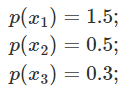 p(x₁) = 1.5;
p(x₂) = 0.5;
p(x₃) = 0.3;